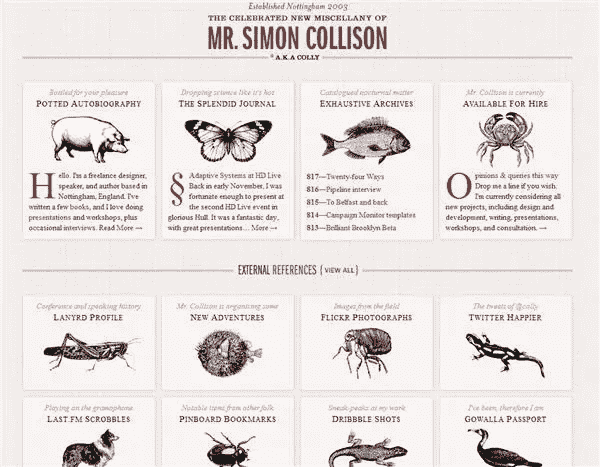 Established Nottingham 2003
THE CELEBRATED NEW MISCELLANY OF
MR. SIMON COLLISON
A.K.A COLLY
Bottled for your pleasure
POTTED AUTOBIOGRAPHY
Hello. I'm a freelance designer,
speaker, and author based in
Nottingham, England. I've
written a few books, and I love doing
presentations and workshops, plus
occasional interviews. Read More →
Dropping science like it's hot
THE SPLENDID JOURNAL
§ Adaptive Systems at HD Live
Back in early November, I was
fortunate enough to present at
the second HD Live event in
glorious Hull. It was a fantastic day,
with great presentations... More →
Catalogued nocturnal matter
EXHAUSTIVE ARCHIVES
817—Twenty-four Ways
816—Pipeline interview
815—To Belfast and back
814—Campaign Monitor templates
813—Brilliant Brooklyn Beta
Mr. Collison is currently
AVAILABLE FOR HIRE
Opinions & queries this way
Drop me a line if you wish.
I'm currently considering all
new projects, including design and
development, writing, presentations,
workshops, and consultation. →
EXTERNAL REFERENCES { VIEW ALL }
Conference and speaking history
LANYRD PROFILE
Mr. Collison is organising some
NEW ADVENTURES
Images from the field
FLICKR PHOTOGRAPHS
The tweets of @colly
TWITTER HAPPIER
Playing on the gramophone
LAST.FM SCROBBLES
Notable items from other folk
PINBOARD BOOKMARKS
Sneak-peaks at my work
DRIBBBLE SHOTS
I've been, therefore I am
GOWALLA PASSPORT